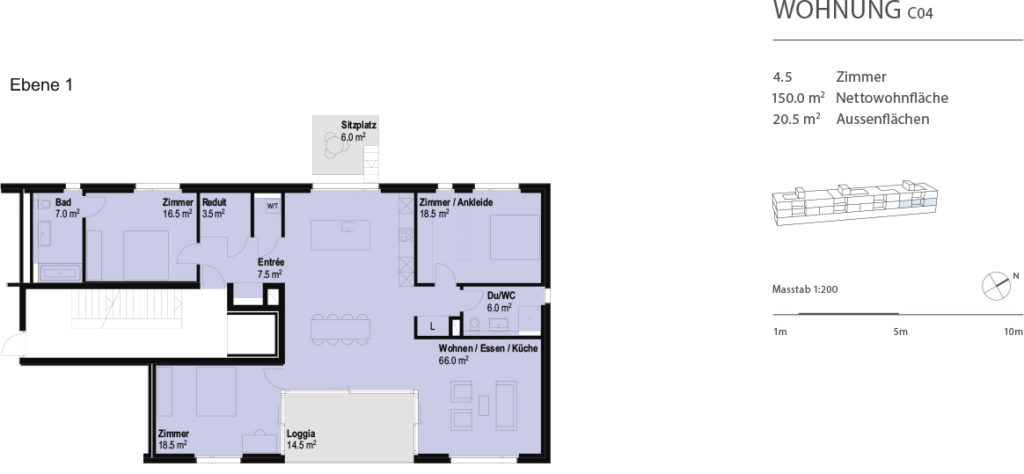 WOHNUNG C04
Ebene 1
4.5 Zimmer
150.0 m² Nettowohnfläche
20.5 m² Aussenflächen
Sitzplatz
6.0 m²
Bad
7.0 m²
Zimmer
16.5 m²
Reduit
3.5 m²
W/T
Zimmer / Ankleide
18.5 m²
Entrée
7.5 m²
Du/WC
6.0 m²
L
Wohnen / Essen / Küche
66.0 m²
Zimmer
18.5 m²
Loggia
14.5 m²
N
Masstab 1:200
1m 5m 10m